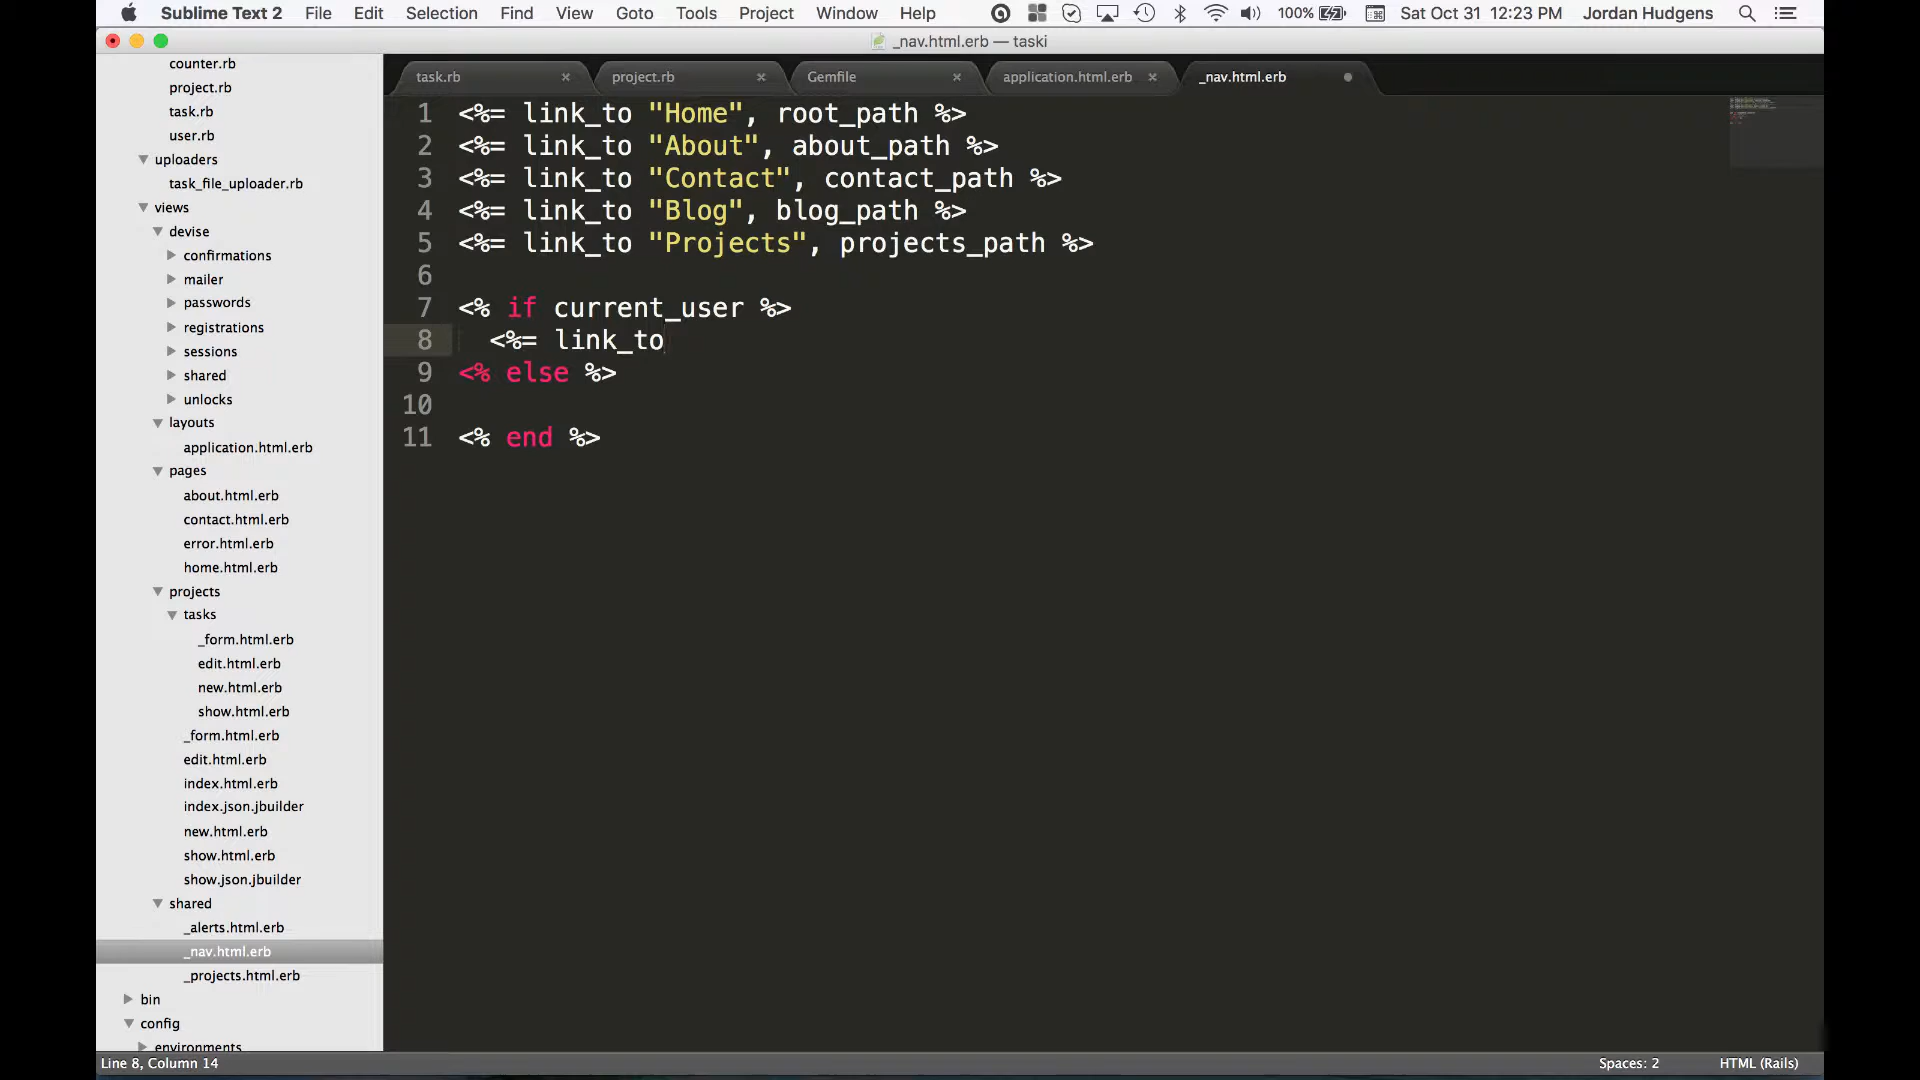 Sublime Text 2 File Edit Selection Find View Goto Tools Project Window Help 100% Sat Oct 31 12:23 PM Jordan Hudgens
_nav.html.erb — taski
task.rb project.rb Gemfile application.html.erb _nav.html.erb
counter.rb
project.rb
task.rb
user.rb
uploaders
task_file_uploader.rb
views
devise
confirmations
mailer
passwords
registrations
sessions
shared
unlocks
layouts
application.html.erb
pages
about.html.erb
contact.html.erb
error.html.erb
home.html.erb
projects
tasks
_form.html.erb
edit.html.erb
new.html.erb
show.html.erb
_form.html.erb
edit.html.erb
index.html.erb
index.json.jbuilder
new.html.erb
show.html.erb
show.json.jbuilder
shared
_alerts.html.erb
_nav.html.erb
_projects.html.erb
bin
config
environments
1 <%= link_to "Home", root_path %>
2 <%= link_to "About", about_path %>
3 <%= link_to "Contact", contact_path %>
4 <%= link_to "Blog", blog_path %>
5 <%= link_to "Projects", projects_path %>
6
7 <% if current_user %>
8 <%= link_to
9 <% else %>
10
11 <% end %>
Line 8, Column 14 Spaces: 2 HTML (Rails)